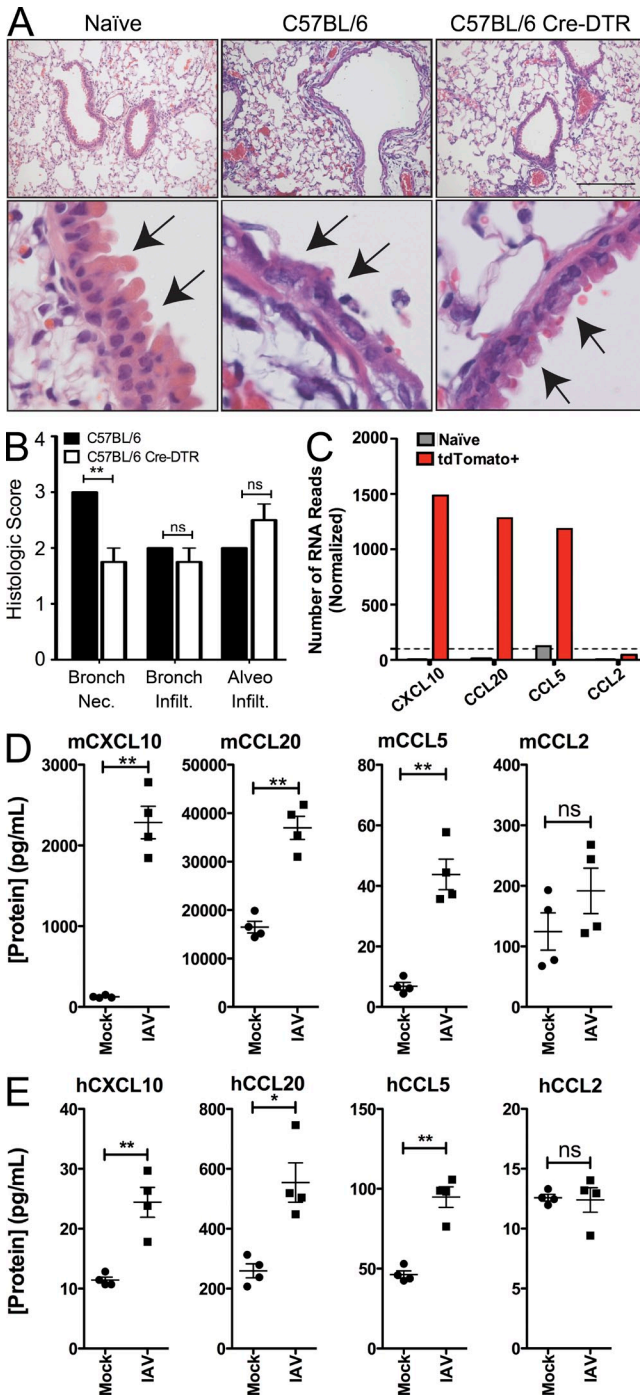 A
Naïve
C57BL/6
C57BL/6 Cre-DTR
B
C57BL/6
C57BL/6 Cre-DTR
Histologic Score
4
3
2
1
0
**
ns
ns
Bronch Nec.
Bronch Infilt.
Alveo Infilt.
C
Naïve
tdTomato+
Number of RNA Reads (Normalized)
2000
1500
1000
500
0
CXCL10
CCL20
CCL5
CCL2
D
[Protein] (pg/mL)
mCXCL10
**
3000
2000
1000
0
Mock
IAV
mCCL20
**
50000
40000
30000
20000
10000
0
Mock
IAV
mCCL5
**
60
40
20
0
Mock
IAV
mCCL2
ns
300
200
100
0
Mock
IAV
E
[Protein] (pg/mL)
hCXCL10
**
40
30
20
10
0
Mock
IAV
hCCL20
*
800
600
400
200
0
Mock
IAV
hCCL5
**
150
100
50
0
Mock
IAV
hCCL2
ns
15
10
5
0
Mock
IAV